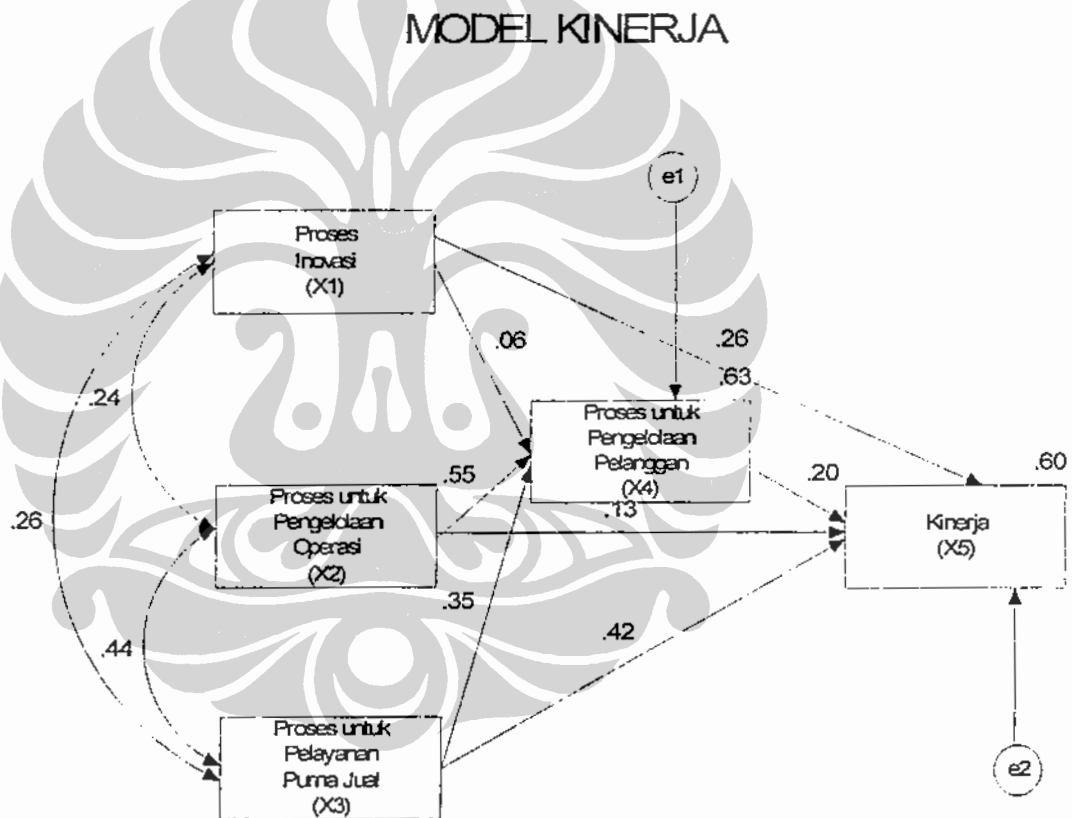 MODEL KINERJA
e1
Proses
Inovasi
(X1)
.06
.26
.63
.24
Proses untuk
Pengelolaan
Pelanggan
(X4)
.55
.20
.60
.13
Proses untuk
Pengelolaan
Operasi
(X2)
Kinerja
(X5)
.26
.35
.42
.44
Proses untuk
Pelayanan
Purna Jual
(X3)
e2